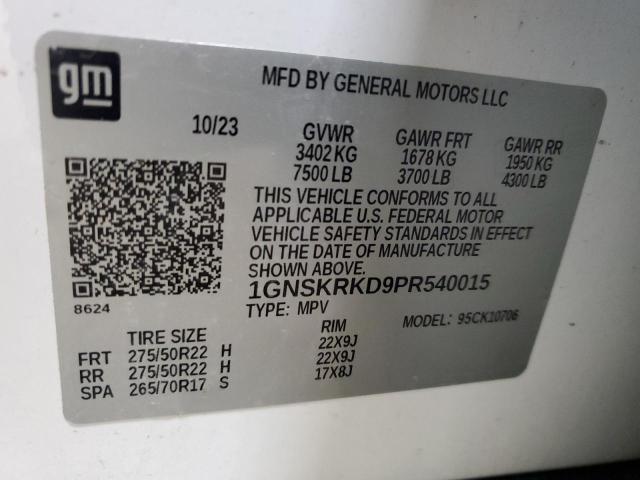 gm
MFD BY GENERAL MOTORS LLC
10/23 GVWR GAWR FRT GAWR RR
3402 KG 1678 KG 1950 KG
7500 LB 3700 LB 4300 LB
THIS VEHICLE CONFORMS TO ALL
APPLICABLE U.S. FEDERAL MOTOR
VEHICLE SAFETY STANDARDS IN EFFECT
ON THE DATE OF MANUFACTURE
SHOWN ABOVE.
8624
1GNSKRKD9PR540015
TYPE: MPV MODEL: 95CK10706
TIRE SIZE RIM
FRT 275/50R22 H 22X9J
RR 275/50R22 H 22X9J
SPA 265/70R17 S 17X8J